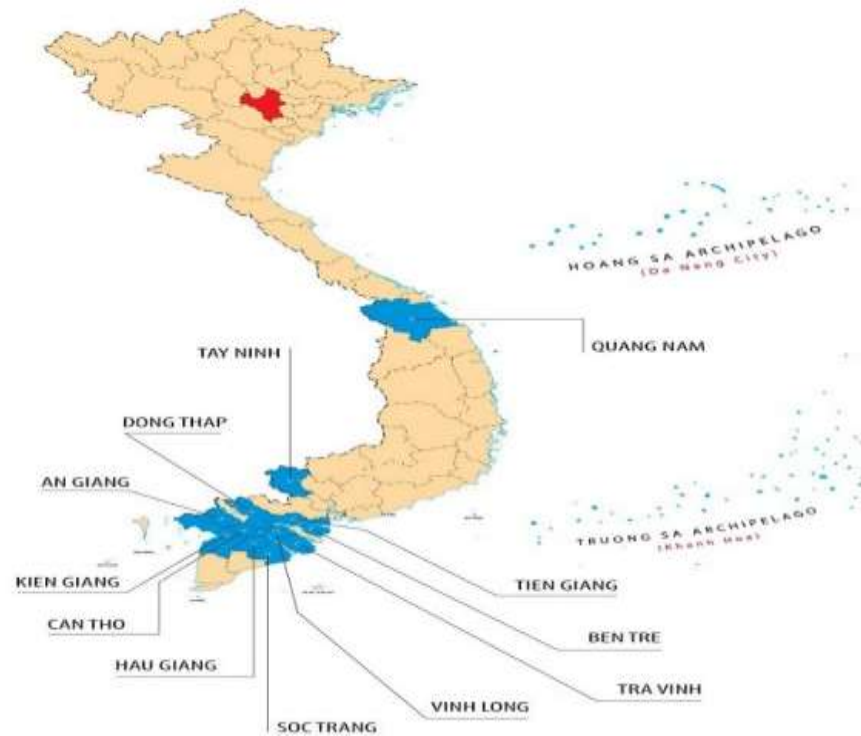 HOANG SA ARCHIPELAGO
(Da Nang City)
TAY NINH
QUANG NAM
DONG THAP
AN GIANG
TRUONG SA ARCHIPELAGO
(Khanh Hoa)
KIEN GIANG
TIEN GIANG
CAN THO
BEN TRE
HAU GIANG
TRA VINH
VINH LONG
SOC TRANG